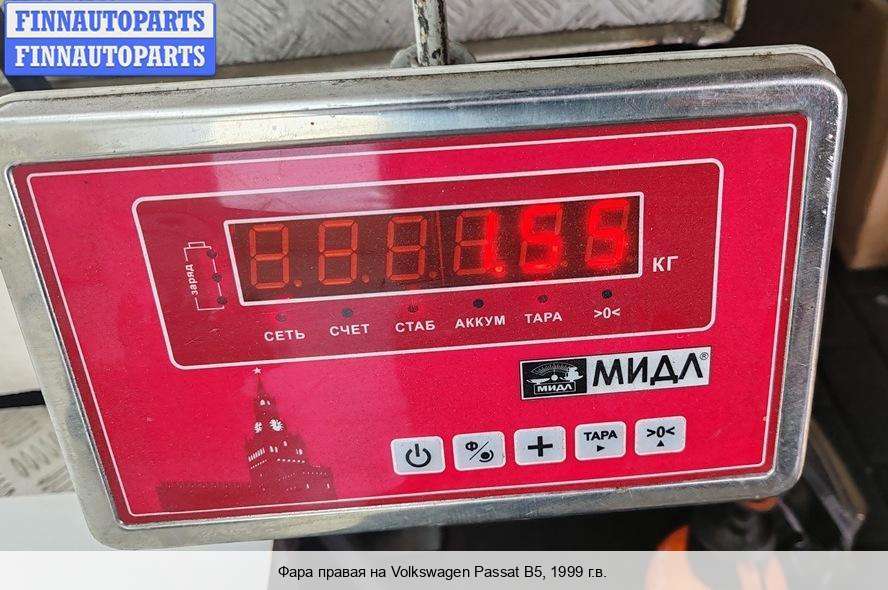 FINNAUTOPARTS
FINNAUTOPARTS
1.55
КГ
заряд
СЕТЬ СЧЕТ СТАБ АККУМ ТАРА >0<
МИДЛ МИДЛ®
Ф/ + ТАРА >0<
Фара правая на Volkswagen Passat B5, 1999 г.в.